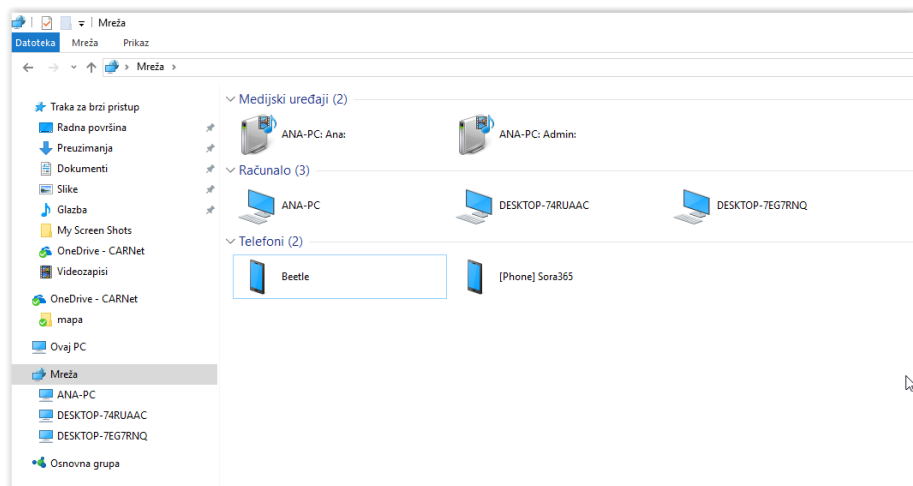 Mreža
Datoteka Mreža Prikaz
Mreža
Traka za brzi pristup
Radna površina
Preuzimanja
Dokumenti
Slike
Glazba
My Screen Shots
OneDrive - CARNet
Videozapisi
OneDrive - CARNet
mapa
Ovaj PC
Mreža
ANA-PC
DESKTOP-74RUAAC
DESKTOP-7EG7RNQ
Osnovna grupa
Medijski uređaji (2)
ANA-PC: Ana: ANA-PC: Admin:
Računalo (3)
ANA-PC DESKTOP-74RUAAC DESKTOP-7EG7RNQ
Telefoni (2)
Beetle [Phone] Sora365